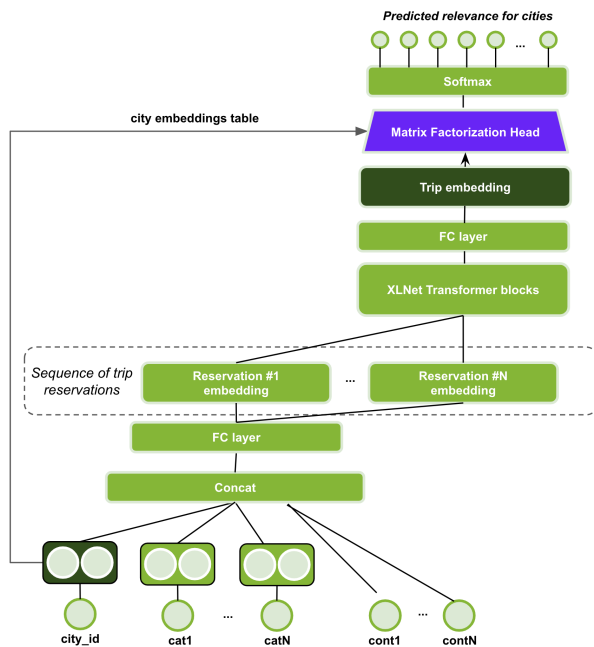 Predicted relevance for cities
...
Softmax
city embeddings table
Matrix Factorization Head
Trip embedding
FC layer
XLNet Transformer blocks
Sequence of trip
reservations
Reservation #1
embedding
...
Reservation #N
embedding
FC layer
Concat
... ...
city_id cat1 catN cont1 contN